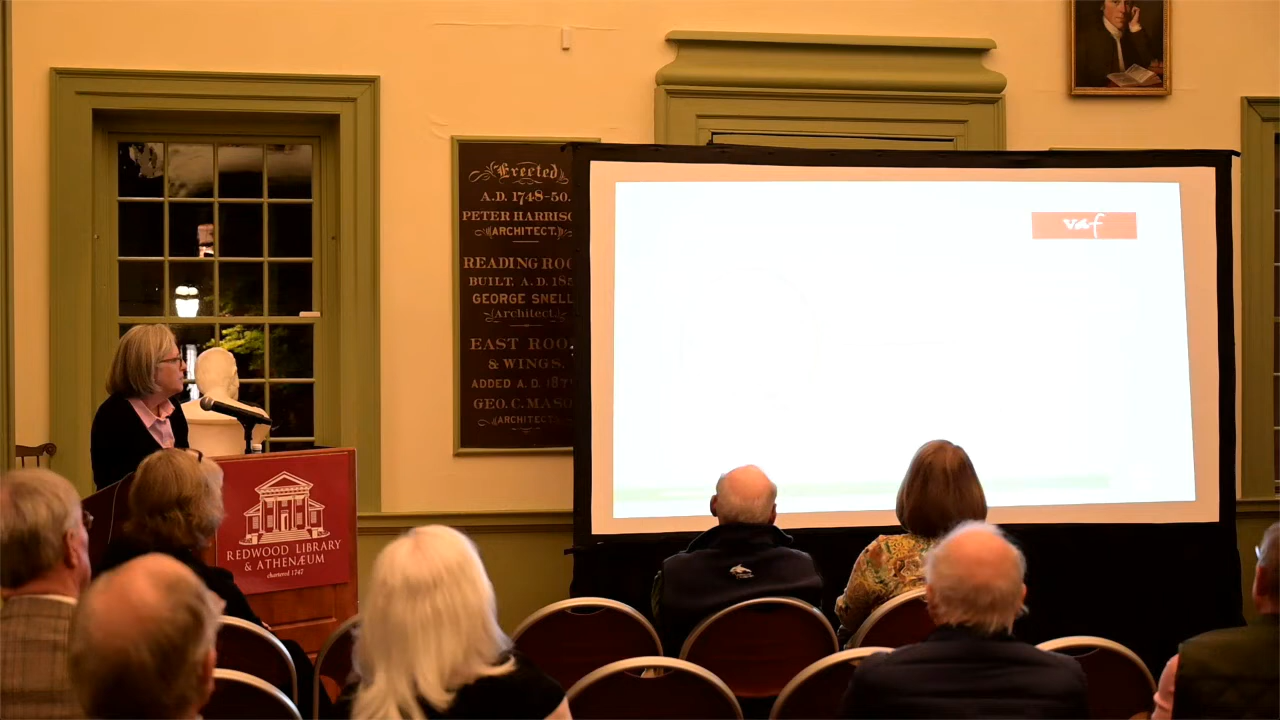 Erected
A.D. 1748-50.
PETER HARRISO
ARCHITECT.
READING ROO
BUILT, A.D. 185
GEORGE SNELL
Architect.
EAST ROO
& WINGS.
ADDED A.D. 187
GEO. C. MASO
ARCHITECT
vaf
REDWOOD LIBRARY
& ATHENÆUM
chartered 1747